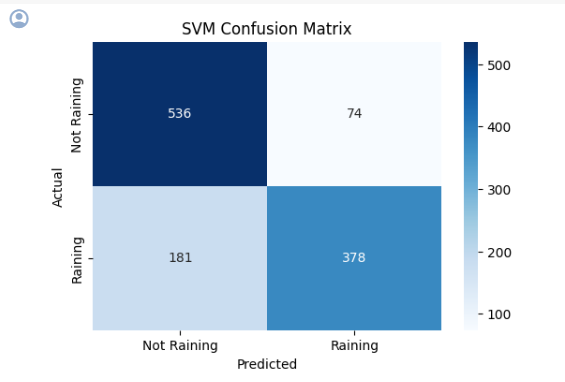 SVM Confusion Matrix
Not Raining
536
74
500
400
Actual
300
Raining
181
378
200
100
Not Raining
Raining
Predicted